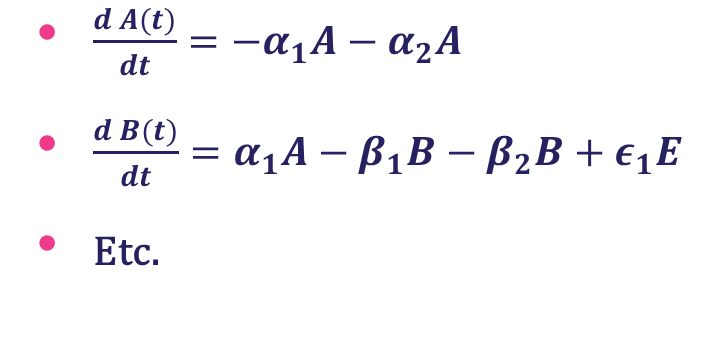 • d A(t)/dt = −α₁A − α₂A
• d B(t)/dt = α₁A − β₁B − β₂B + ϵ₁E
• Etc.